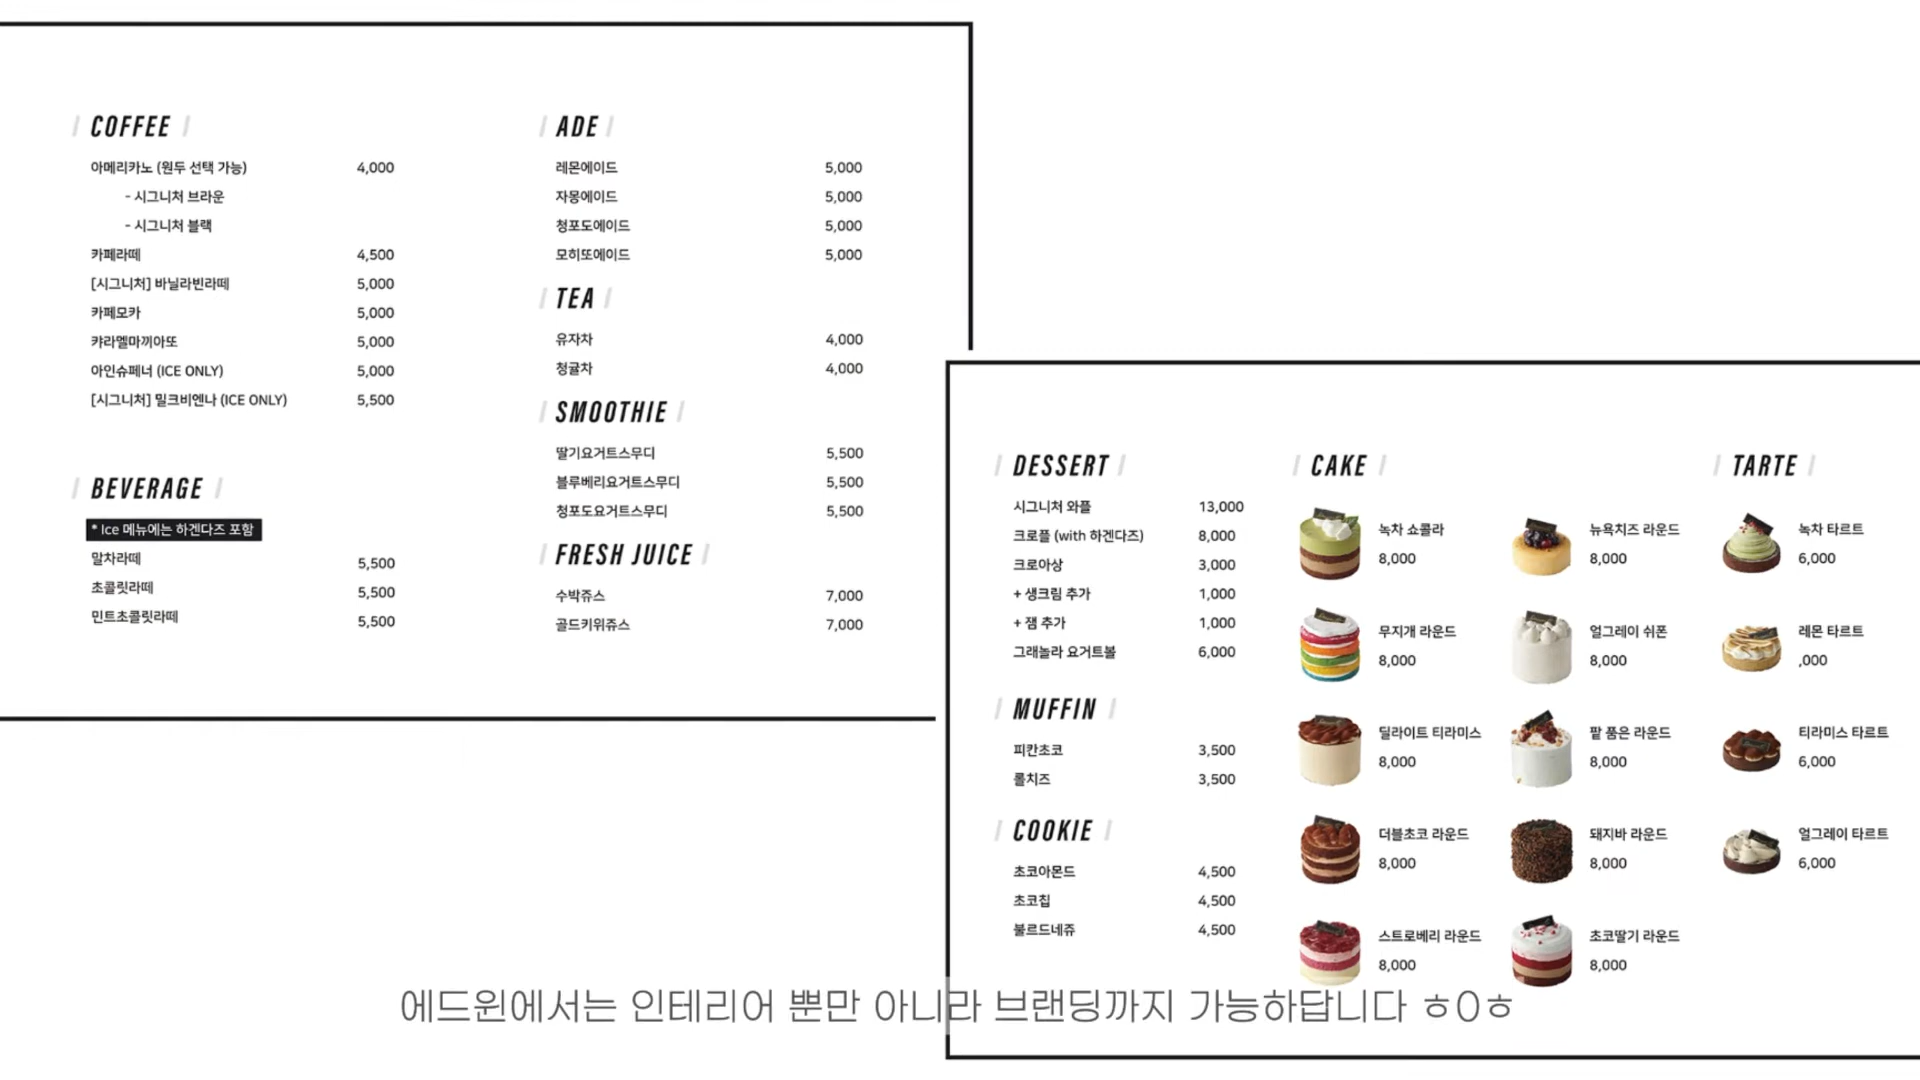 COFFEE
아메리카노 (원두 선택 가능) 4,000
- 시그니처 브라운
- 시그니처 블랙
카페라떼 4,500
[시그니처] 바닐라빈라떼 5,000
카페모카 5,000
캬라멜마끼아또 5,000
아인슈페너 (ICE ONLY) 5,000
[시그니처] 밀크비엔나 (ICE ONLY) 5,500
BEVERAGE
* Ice 메뉴에는 하겐다즈 포함
말차라떼 5,500
초콜릿라떼 5,500
민트초콜릿라떼 5,500
ADE
레몬에이드 5,000
자몽에이드 5,000
청포도에이드 5,000
모히또에이드 5,000
TEA
유자차 4,000
청귤차 4,000
SMOOTHIE
딸기요거트스무디 5,500
블루베리요거트스무디 5,500
청포도요거트스무디 5,500
FRESH JUICE
수박쥬스 7,000
골드키위쥬스 7,000
DESSERT
시그니처 와플 13,000
크로플 (with 하겐다즈) 8,000
크로아상 3,000
+ 생크림 추가 1,000
+ 잼 추가 1,000
그래놀라 요거트볼 6,000
MUFFIN
피칸초코 3,500
롤치즈 3,500
COOKIE
초코아몬드 4,500
초코칩 4,500
불르드네쥬 4,500
CAKE
녹차 쇼콜라
8,000
무지개 라운드
8,000
딜라이트 티라미스
8,000
더블초코 라운드
8,000
스트로베리 라운드
8,000
뉴욕치즈 라운드
8,000
얼그레이 쉬폰
8,000
팥 품은 라운드
8,000
돼지바 라운드
8,000
초코딸기 라운드
8,000
TARTE
녹차 타르트
6,000
레몬 타르트
,000
티라미스 타르트
6,000
얼그레이 타르트
6,000
에드윈에서는 인테리어 뿐만 아니라 브랜딩까지 가능하답니다 ㅎ0ㅎ